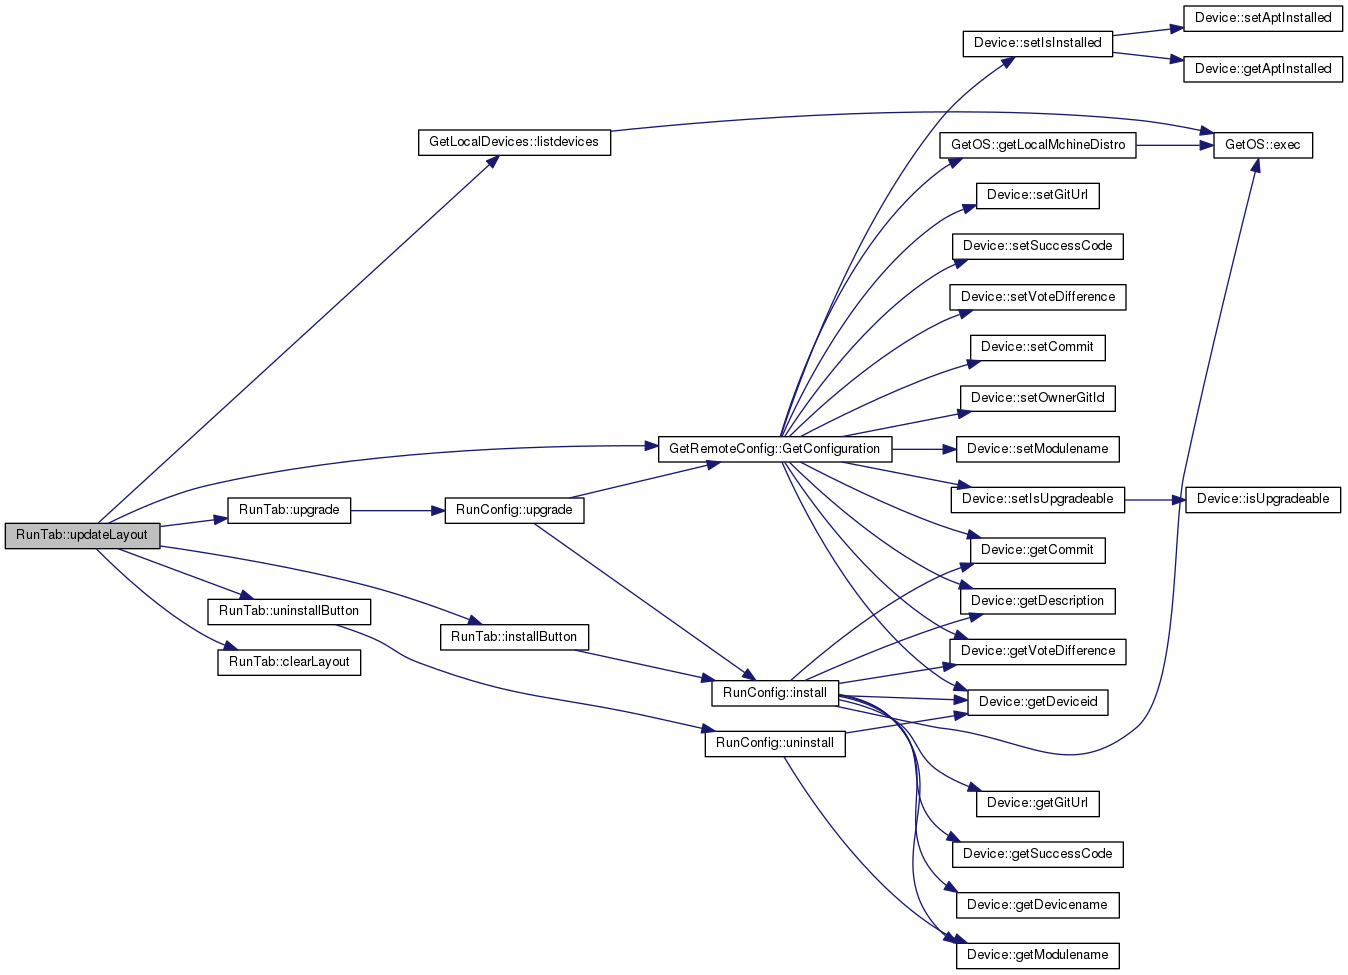 Device::setAptInstalled
Device::setIsInstalled
Device::getAptInstalled
GetLocalDevices::listdevices
GetOS::getLocalMchineDistro
GetOS::exec
Device::setGitUrl
Device::setSuccessCode
Device::setVoteDifference
Device::setCommit
Device::setOwnerGitId
GetRemoteConfig::GetConfiguration
Device::setModulename
Device::setIsUpgradeable
Device::isUpgradeable
RunTab::upgrade
RunConfig::upgrade
RunTab::updateLayout
Device::getCommit
Device::getDescription
RunTab::uninstallButton
RunTab::installButton
Device::getVoteDifference
RunTab::clearLayout
RunConfig::install
Device::getDeviceid
RunConfig::uninstall
Device::getGitUrl
Device::getSuccessCode
Device::getDevicename
Device::getModulename